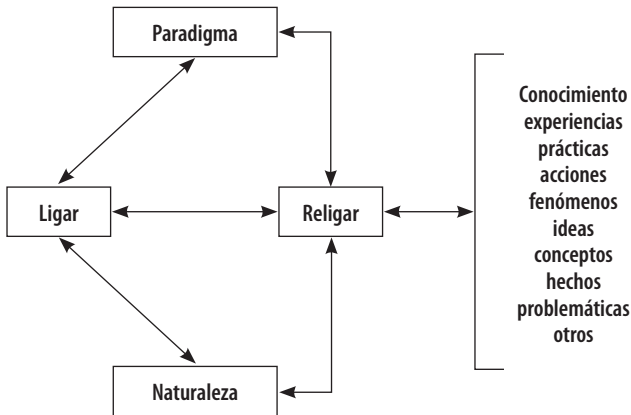 Paradigma
Ligar
Religar
Naturaleza
Conocimiento
experiencias
prácticas
acciones
fenómenos
ideas
conceptos
hechos
problemáticas
otros